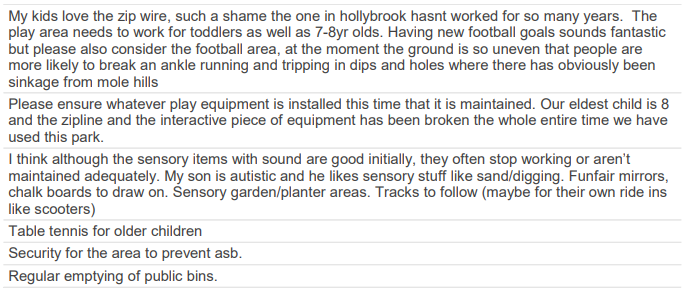 My kids love the zip wire, such a shame the one in hollybrook hasnt worked for so many years.  The
play area needs to work for toddlers as well as 7-8yr olds. Having new football goals sounds fantastic
but please also consider the football area, at the moment the ground is so uneven that people are
more likely to break an ankle running and tripping in dips and holes where there has obviously been
sinkage from mole hills
Please ensure whatever play equipment is installed this time that it is maintained. Our eldest child is 8
and the zipline and the interactive piece of equipment has been broken the whole entire time we have
used this park.
I think although the sensory items with sound are good initially, they often stop working or aren’t
maintained adequately. My son is autistic and he likes sensory stuff like sand/digging. Funfair mirrors,
chalk boards to draw on. Sensory garden/planter areas. Tracks to follow (maybe for their own ride ins
like scooters)
Table tennis for older children
Security for the area to prevent asb.
Regular emptying of public bins.